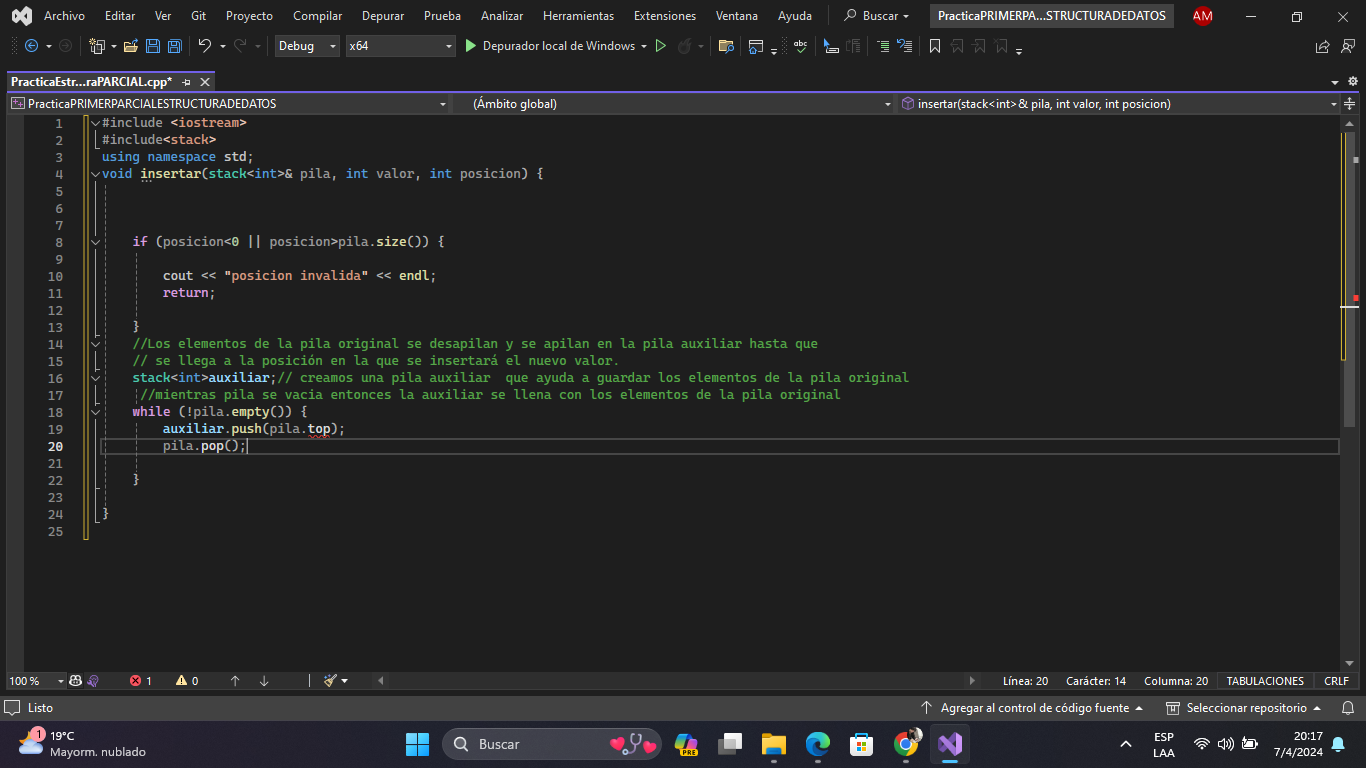 Archivo Editar Ver Git Proyecto Compilar Depurar Prueba Analizar Herramientas Extensiones Ventana Ayuda Buscar PracticaPRIMERPA...STRUCTURADEDATOS AM
Debug x64 Depurador local de Windows
PracticaEstr...raPARCIAL.cpp*
PracticaPRIMERPARCIALESTRUCTURADEDATOS (Ámbito global) insertar(stack<int>& pila, int valor, int posicion)
1 #include <iostream>
2 #include<stack>
3 using namespace std;
4 void insertar(stack<int>& pila, int valor, int posicion) {
5
6
7
8 if (posicion<0 || posicion>pila.size()) {
9
10 cout << "posicion invalida" << endl;
11 return;
12
13 }
14 //Los elementos de la pila original se desapilan y se apilan en la pila auxiliar hasta que
15 // se llega a la posición en la que se insertará el nuevo valor.
16 stack<int>auxiliar;// creamos una pila auxiliar  que ayuda a guardar los elementos de la pila original
17 //mientras pila se vacia entonces la auxiliar se llena con los elementos de la pila original
18 while (!pila.empty()) {
19 auxiliar.push(pila.top);
20 pila.pop();
21
22 }
23
24 }
25
100 % 1 0 Línea: 20 Carácter: 14 Columna: 20 TABULACIONES CRLF
Listo Agregar al control de código fuente Seleccionar repositorio
1 19°C Mayorm. nublado Buscar PRE ESP LAA 20:17 7/4/2024